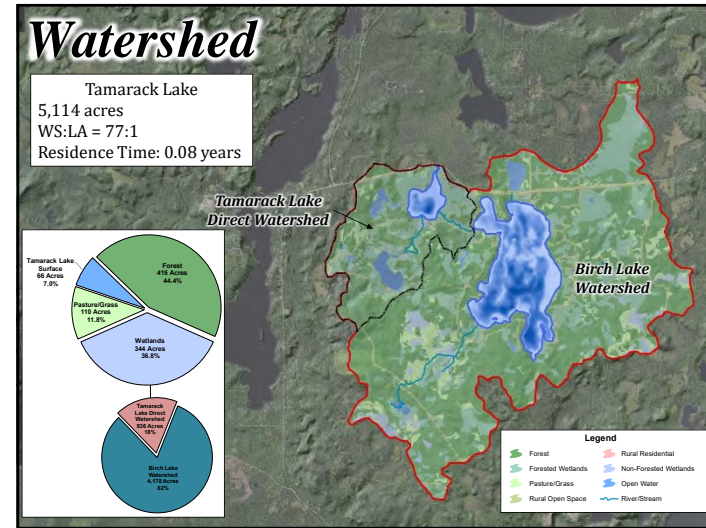 Watershed
Tamarack Lake
5,114 acres
WS:LA = 77:1
Residence Time: 0.08 years
Tamarack Lake
Direct Watershed
Birch Lake
Watershed
Tamarack Lake
Surface
66 Acres
7.0%
Forest
415 Acres
44.4%
Pasture/Grass
110 Acres
11.8%
Wetlands
344 Acres
36.8%
Tamarack
Lake Direct
Watershed
936 Acres
18%
Birch Lake
Watershed
4,178 Acres
82%
Legend
Forest
Forested Wetlands
Pasture/Grass
Rural Open Space
Rural Residential
Non-Forested Wetlands
Open Water
River/Stream